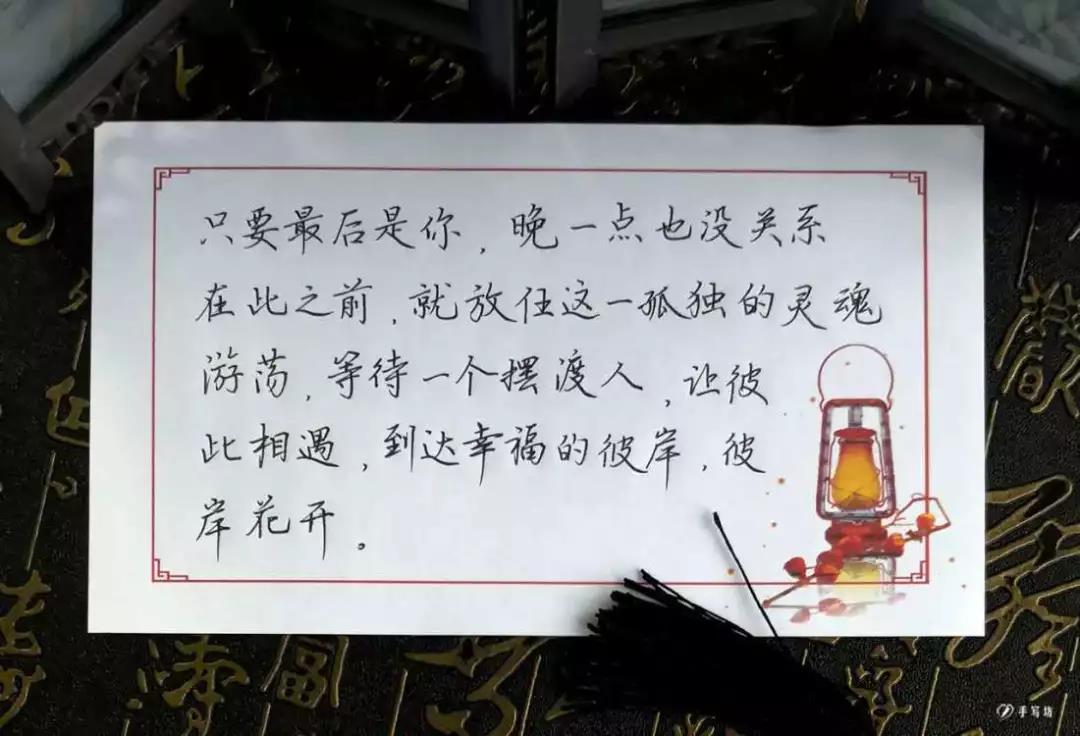 只要最后是你，晚一点也没关系
在此之前，就放任这一孤独的灵魂
游荡，等待一个摆渡人，让彼
此相遇，到达幸福的彼岸，彼
岸花开。
手写坊